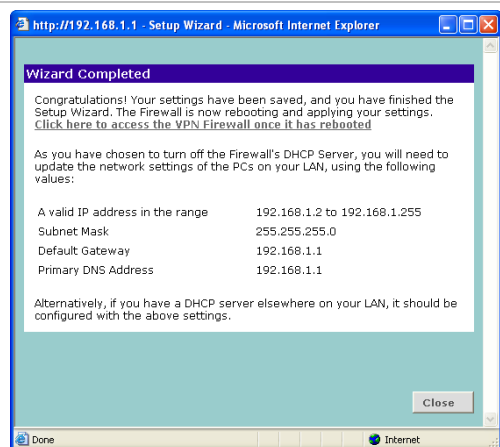 http://192.168.1.1 - Setup Wizard - Microsoft Internet Explorer
Wizard Completed
Congratulations! Your settings have been saved, and you have finished the
Setup Wizard. The Firewall is now rebooting and applying your settings.
Click here to access the VPN Firewall once it has rebooted
As you have chosen to turn off the Firewall's DHCP Server, you will need to
update the network settings of the PCs on your LAN, using the following
values:
A valid IP address in the range 192.168.1.2 to 192.168.1.255
Subnet Mask 255.255.255.0
Default Gateway 192.168.1.1
Primary DNS Address 192.168.1.1
Alternatively, if you have a DHCP server elsewhere on your LAN, it should be
configured with the above settings.
Close
Done Internet